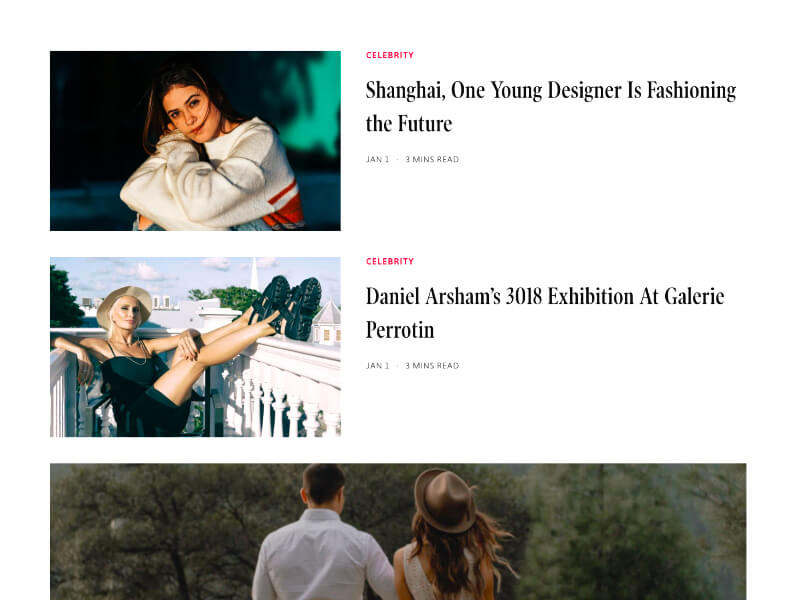 CELEBRITY
Shanghai, One Young Designer Is Fashioning
the Future
JAN 1 · 3 MINS READ
CELEBRITY
Daniel Arsham’s 3018 Exhibition At Galerie
Perrotin
JAN 1 · 3 MINS READ